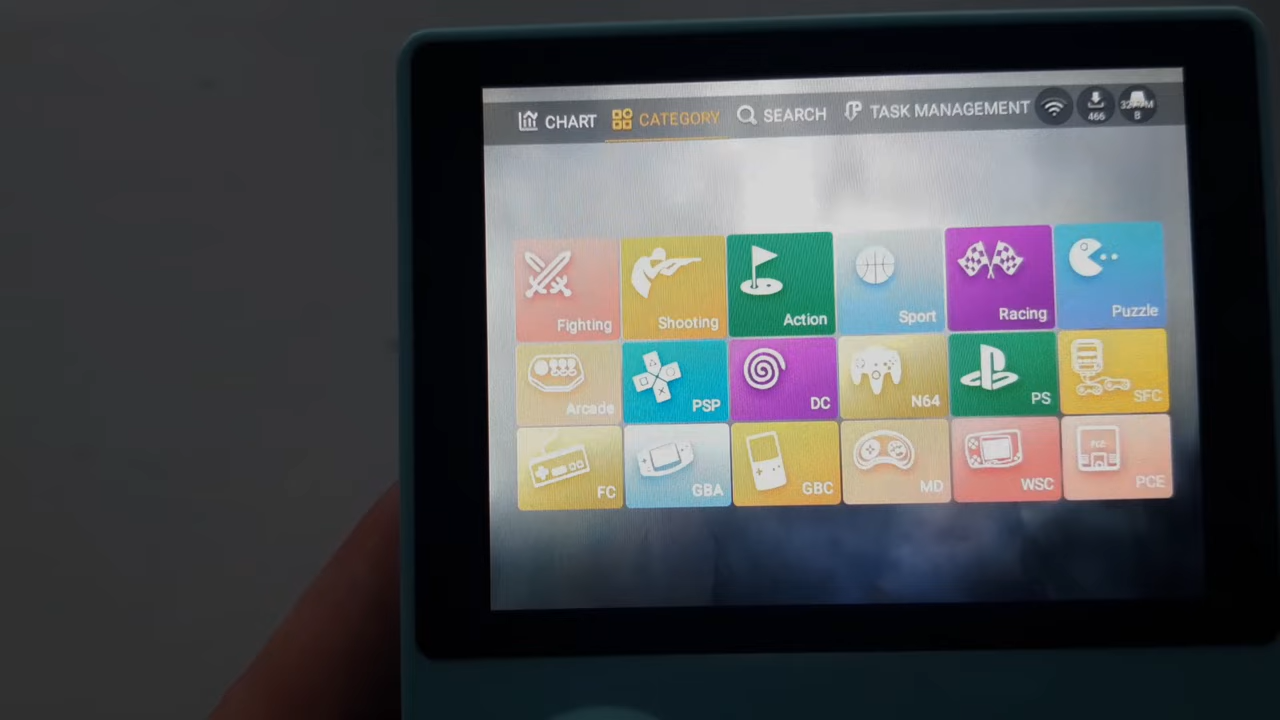 CHART CATEGORY SEARCH TASK MANAGEMENT
466
B
Fighting Shooting Action Sport Racing Puzzle
Arcade PSP DC N64 PS SFC
FC GBA GBC MD WSC PCE
PCE